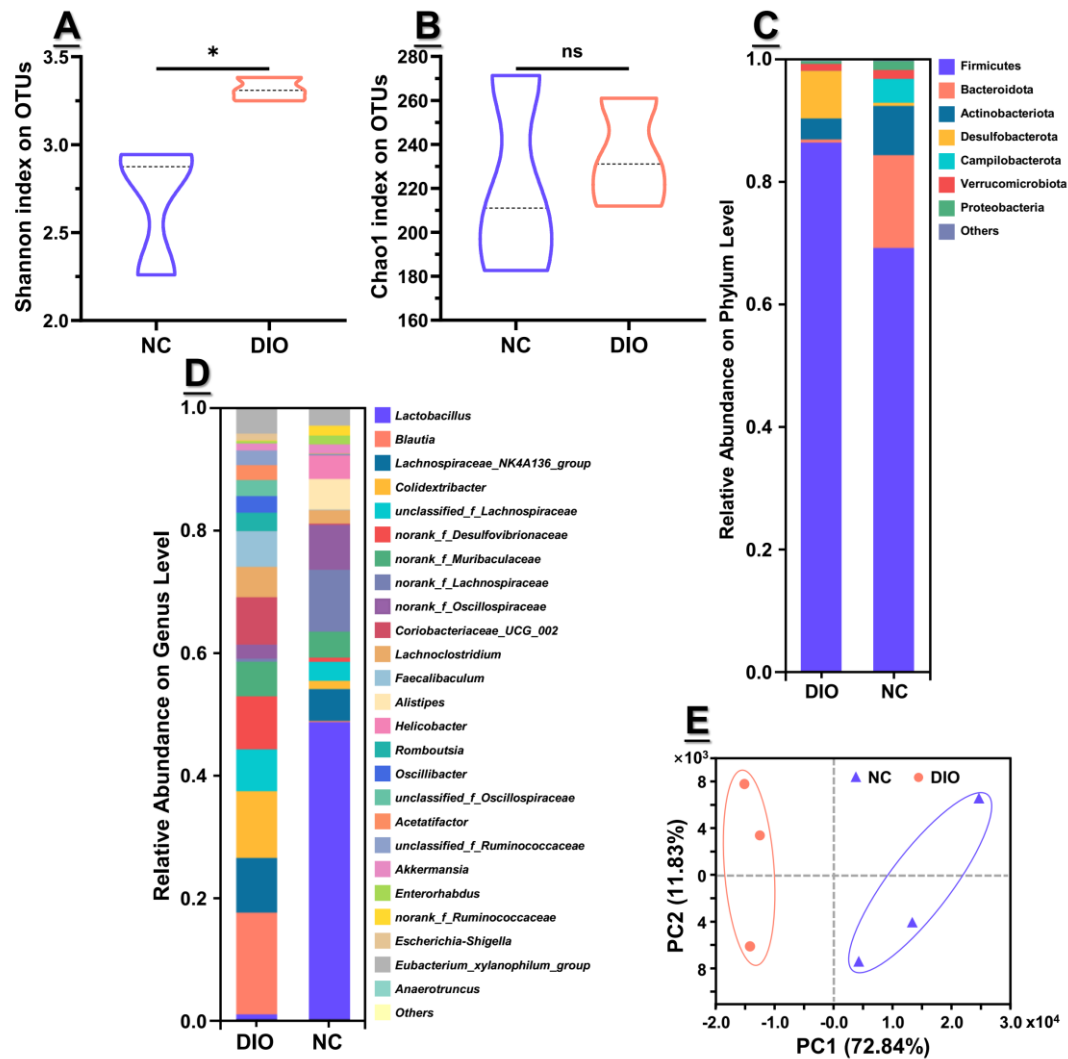 A
Shannon index on OTUs
3.5
3.0
2.5
2.0
*
NC
DIO
B
Chao1 index on OTUs
280
260
240
220
200
180
160
ns
NC
DIO
C
Relative Abundance on Phylum Level
1.0
0.8
0.6
0.4
0.2
0.0
DIO
NC
Firmicutes
Bacteroidota
Actinobacteriota
Desulfobacterota
Campilobacterota
Verrucomicrobiota
Proteobacteria
Others
D
Relative Abundance on Genus Level
1.0
0.8
0.6
0.4
0.2
0.0
DIO
NC
Lactobacillus
Blautia
Lachnospiraceae_NK4A136_group
Colidextribacter
unclassified_f_Lachnospiraceae
norank_f_Desulfovibrionaceae
norank_f_Muribaculaceae
norank_f_Lachnospiraceae
norank_f_Oscillospiraceae
Coriobacteriaceae_UCG_002
Lachnoclostridium
Faecalibaculum
Alistipes
Helicobacter
Romboutsia
Oscillibacter
unclassified_f_Oscillospiraceae
Acetatifactor
unclassified_f_Ruminococcaceae
Akkermansia
Enterorhabdus
norank_f_Ruminococcaceae
Escherichia-Shigella
Eubacterium_xylanophilum_group
Anaerotruncus
Others
E
×10³
PC2 (11.83%)
8
4
0
4
8
NC
DIO
-2.0
-1.0
-0.0
1.0
2.0
3.0 x10⁴
PC1 (72.84%)